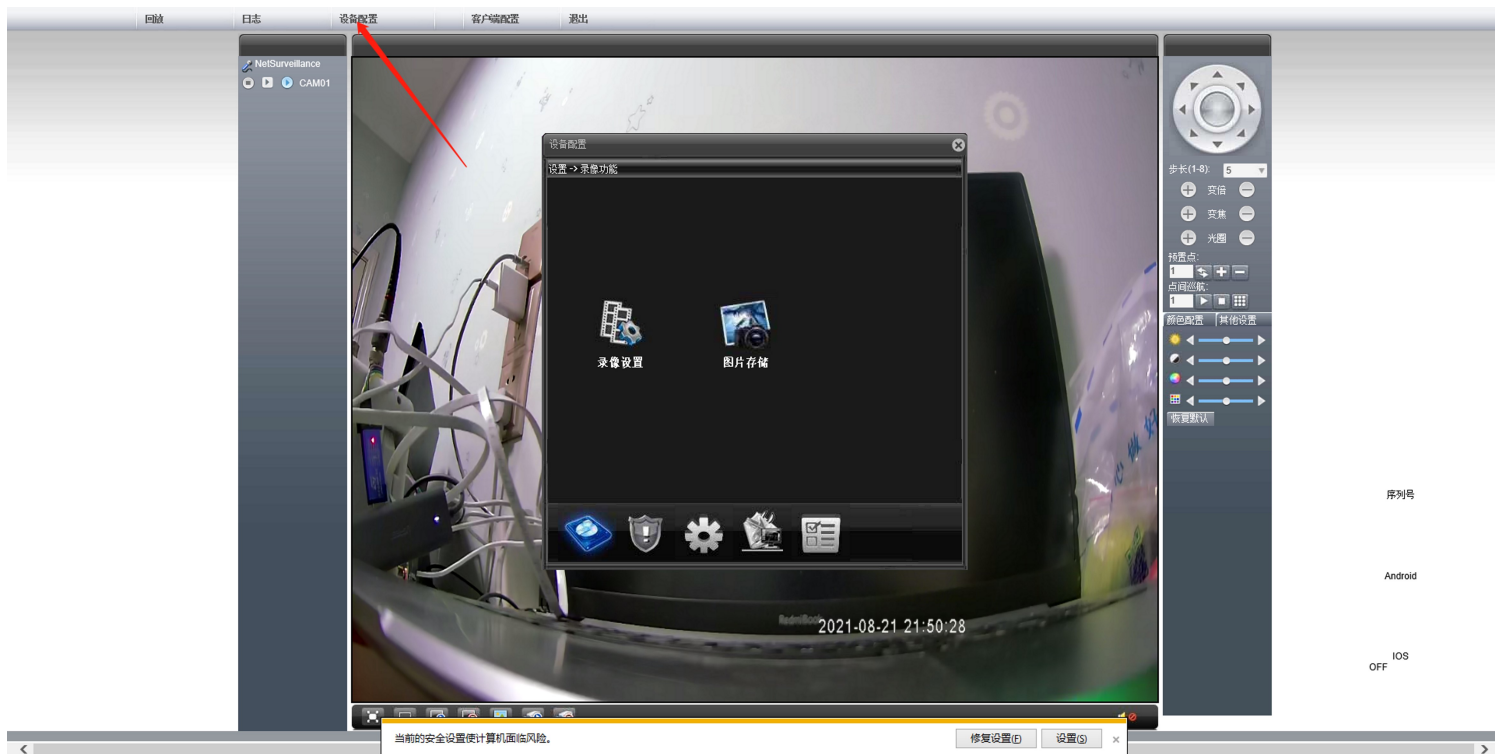 回放 日志 设备配置 客户端配置 退出
NetSurveillance
CAM01
设备配置
设置 -> 录像功能
录像设置 图片存储
步长(1-8): 5
变倍
变焦
光圈
预置点:
1
点间巡航:
1
颜色配置 其他设置
恢复默认
序列号
Android
IOS
OFF
2021-08-21 21:50:28
当前的安全设置使计算机面临风险。 修复设置(F) 设置(S) ×